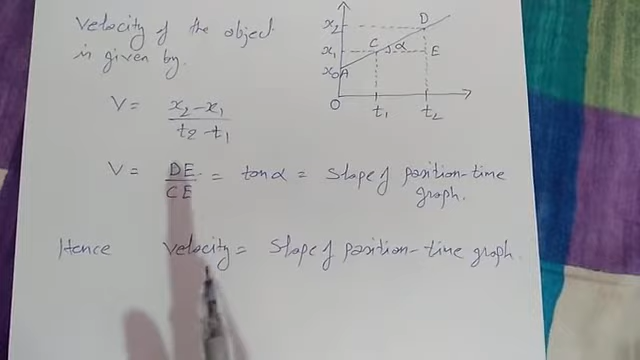 Velocity of the object
is given by.
V = x₂-x₁
t₂-t₁
V = DE = tanα = slope of position-time
CE graph.
Hence velocity = slope of position-time graph.
x₂ D
x₁ C α E
x₀ A
O t₁ t₂